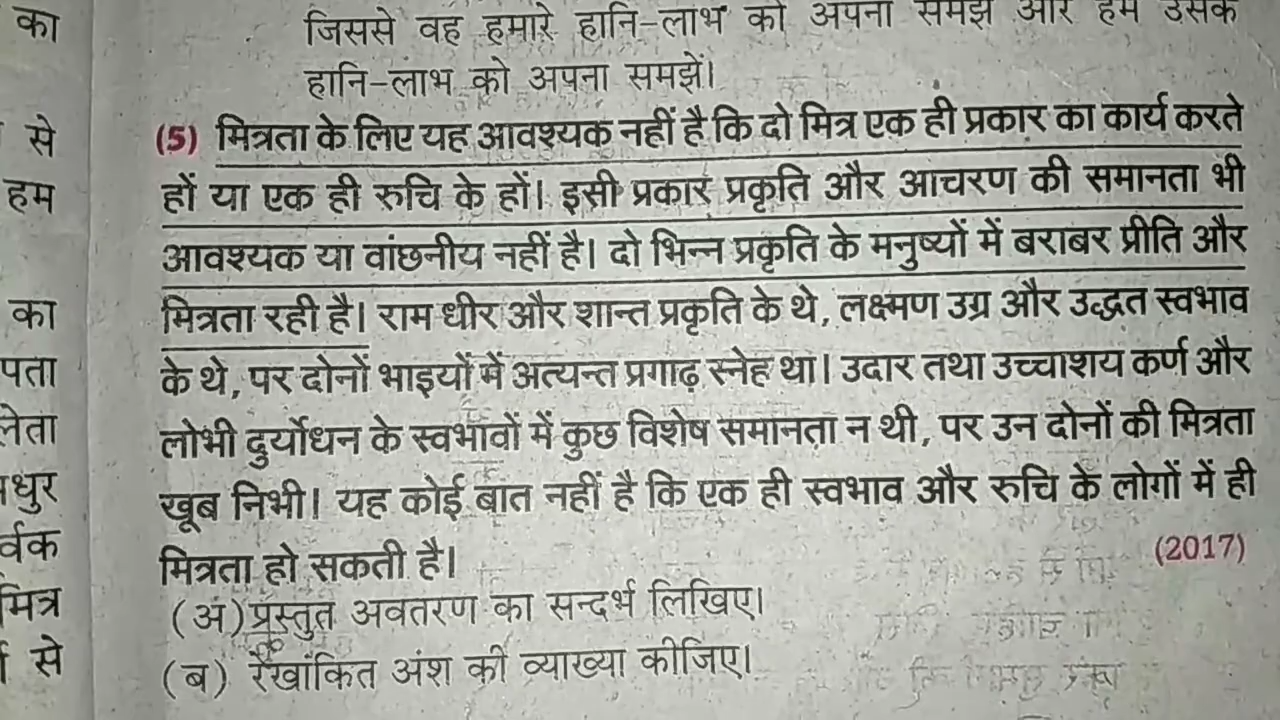 का
से
हम
का
पता
लेता
मधुर
र्वक
मित्र
से
जिससे वह हमारे हानि-लाभ को अपना समझे और हम उसके
हानि-लाभ को अपना समझें।
(5) मित्रता के लिए यह आवश्यक नहीं है कि दो मित्र एक ही प्रकार का कार्य करते
हों या एक ही रुचि के हों। इसी प्रकार प्रकृति और आचरण की समानता भी
आवश्यक या वांछनीय नहीं है। दो भिन्न प्रकृति के मनुष्यों में बराबर प्रीति और
मित्रता रही है। राम धीर और शान्त प्रकृति के थे, लक्ष्मण उग्र और उद्धत स्वभाव
के थे, पर दोनों भाइयों में अत्यन्त प्रगाढ़ स्नेह था। उदार तथा उच्चाशय कर्ण और
लोभी दुर्योधन के स्वभावों में कुछ विशेष समानता न थी, पर उन दोनों की मित्रता
खूब निभी। यह कोई बात नहीं है कि एक ही स्वभाव और रुचि के लोगों में ही
मित्रता हो सकती है।
(2017)
(अ) प्रस्तुत अवतरण का सन्दर्भ लिखिए।
(ब) रेखांकित अंश की व्याख्या कीजिए।